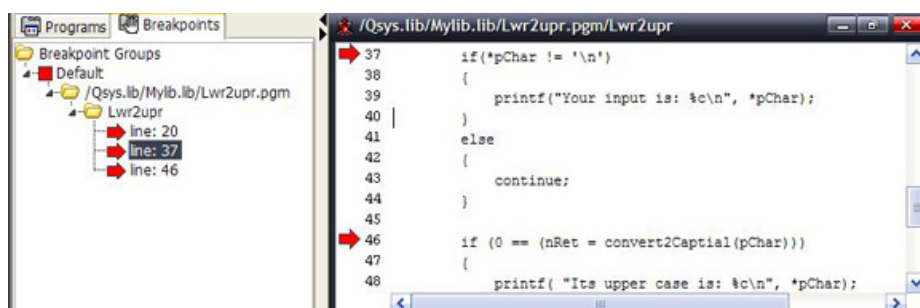 Programs Breakpoints
Breakpoint Groups
Default
/Qsys.lib/Mylib.lib/Lwr2upr.pgm
Lwr2upr
line: 20
line: 37
line: 46
/Qsys.lib/Mylib.lib/Lwr2upr.pgm/Lwr2upr
37 if(*pChar != '\n')
38 {
39 printf("Your input is: %c\n", *pChar);
40 }
41 else
42 {
43 continue;
44 }
45
46 if (0 == (nRet = convert2Captial(pChar)))
47 {
48 printf( "Its upper case is: %c\n", *pChar);